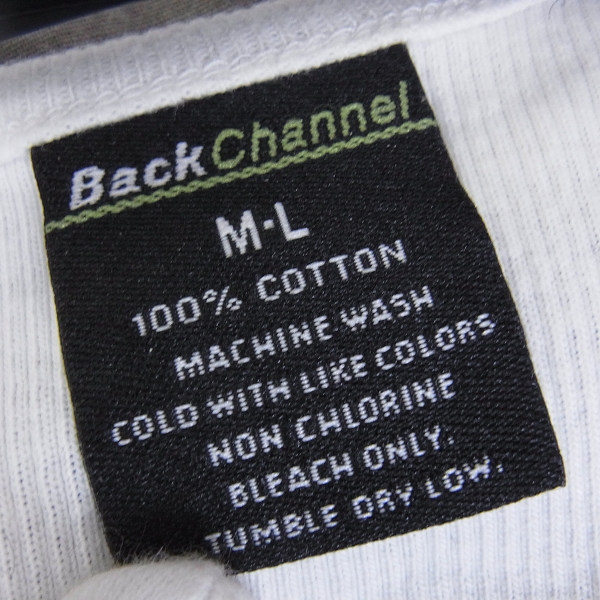 BackChannel
M·L
100% COTTON
MACHINE WASH
COLD WITH LIKE COLORS
NON CHLORINE
BLEACH ONLY.
TUMBLE DRY LOW.